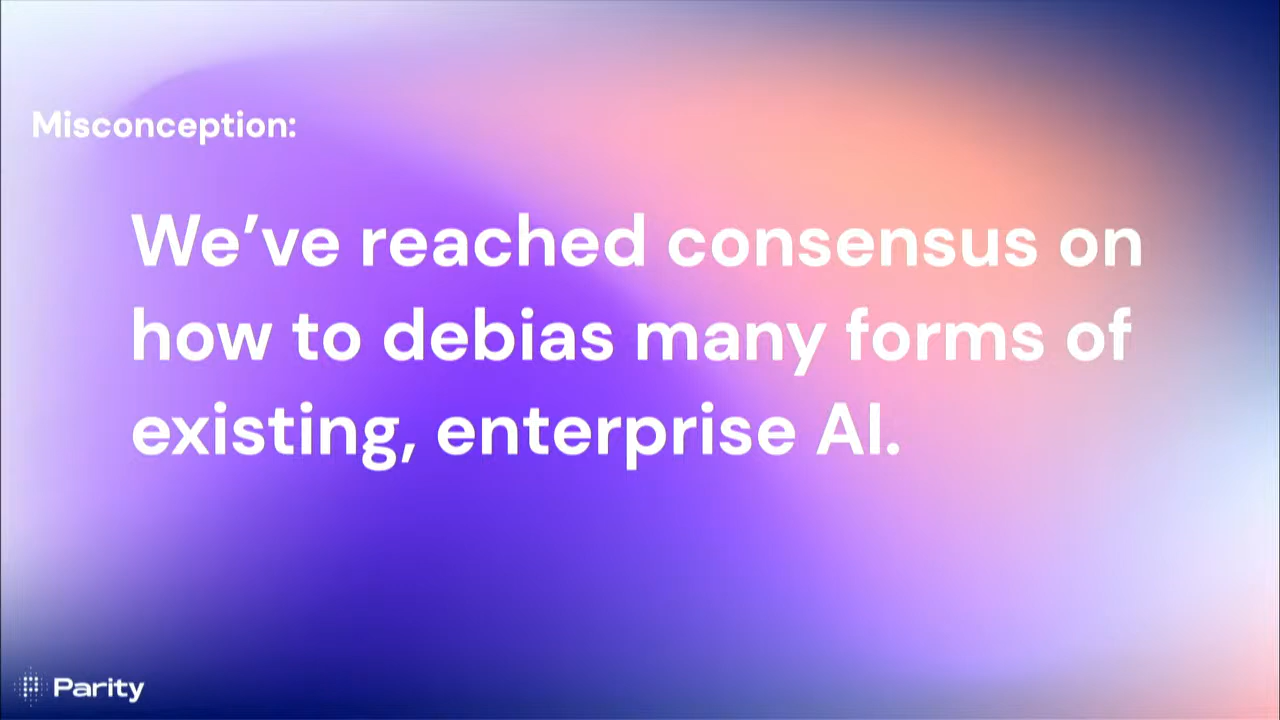 Misconception:
We’ve reached consensus on
how to debias many forms of
existing, enterprise AI.
Parity